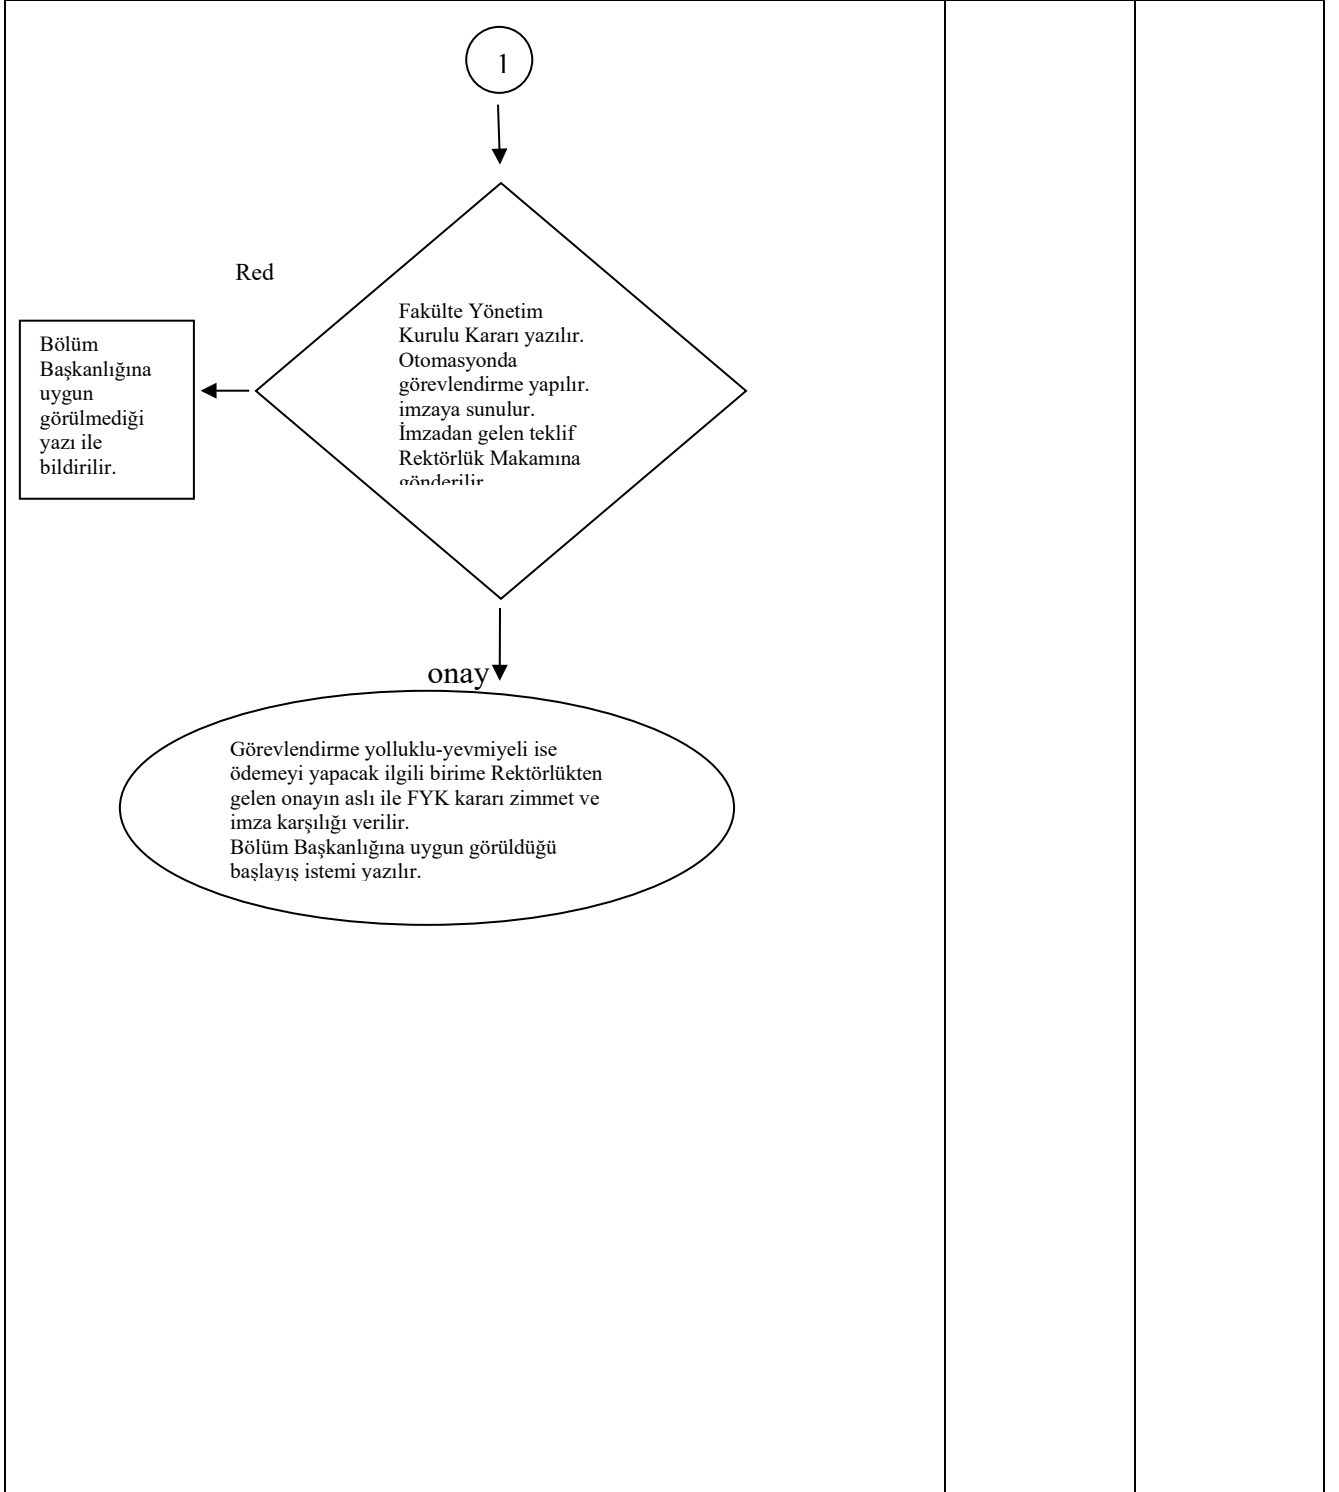 1
Red
Fakülte Yönetim
Kurulu Kararı yazılır.
Otomasyonda
görevlendirme yapılır.
imzaya sunulur.
İmzadan gelen teklif
Rektörlük Makamına
gönderilir
Bölüm
Başkanlığına
uygun
görülmediği
yazı ile
bildirilir.
onay
Görevlendirme yolluklu-yevmiyeli ise
ödemeyi yapacak ilgili birime Rektörlükten
gelen onayın aslı ile FYK kararı zimmet ve
imza karşılığı verilir.
Bölüm Başkanlığına uygun görüldüğü
başlayış istemi yazılır.